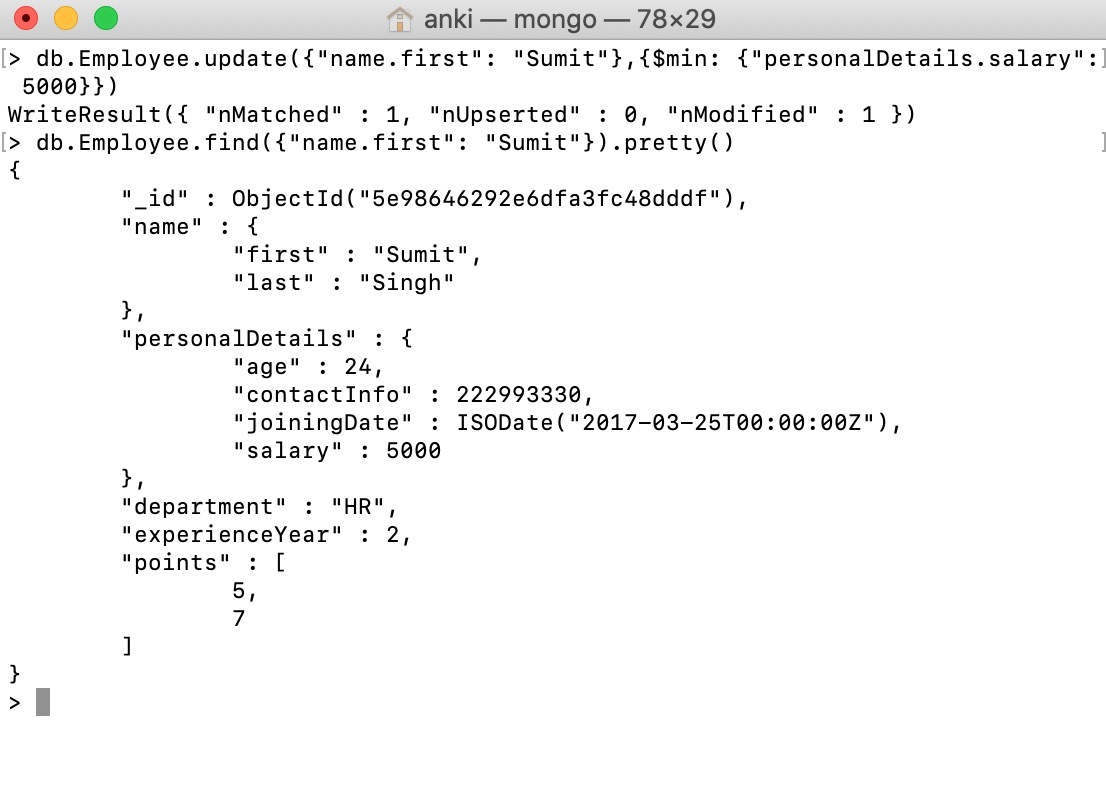 anki — mongo — 78×29
[> db.Employee.update({"name.first": "Sumit"},{$min: {"personalDetails.salary":]
 5000}})
WriteResult({ "nMatched" : 1, "nUpserted" : 0, "nModified" : 1 })
[> db.Employee.find({"name.first": "Sumit"}).pretty()                          ]
{
        "_id" : ObjectId("5e98646292e6dfa3fc48dddf"),
        "name" : {
                "first" : "Sumit",
                "last" : "Singh"
        },
        "personalDetails" : {
                "age" : 24,
                "contactInfo" : 222993330,
                "joiningDate" : ISODate("2017-03-25T00:00:00Z"),
                "salary" : 5000
        },
        "department" : "HR",
        "experienceYear" : 2,
        "points" : [
                5,
                7
        ]
}
>